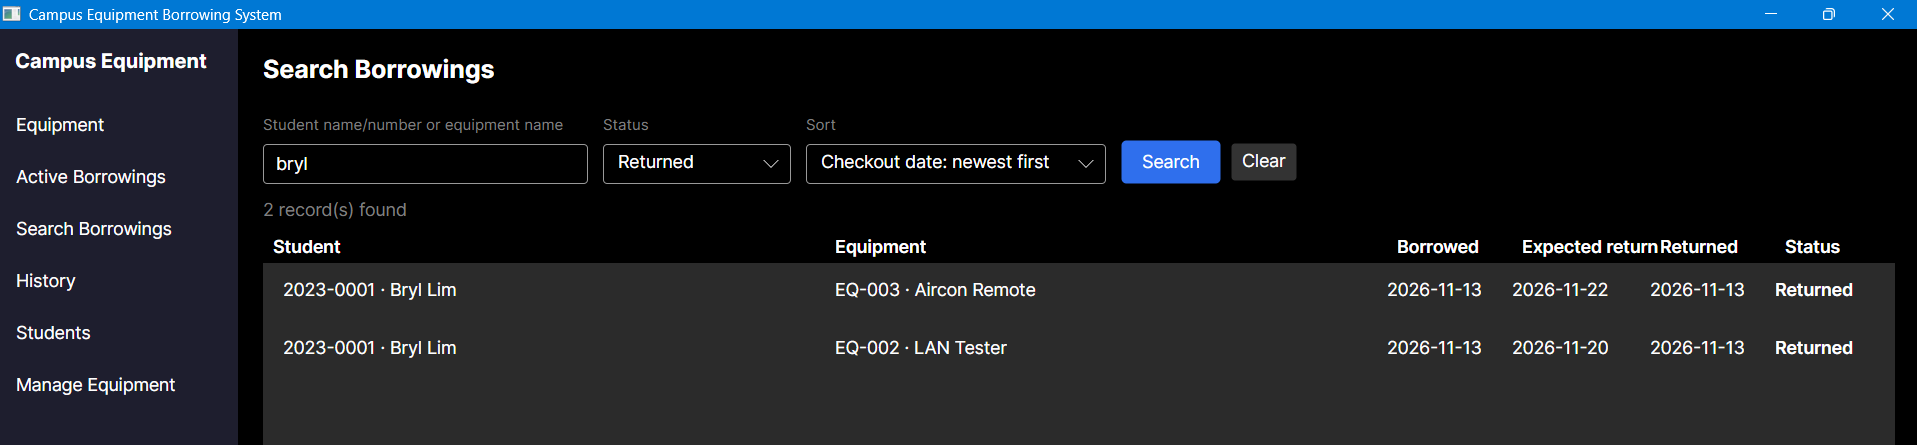 Campus Equipment Borrowing System
Campus Equipment
Equipment
Active Borrowings
Search Borrowings
History
Students
Manage Equipment
Search Borrowings
Student name/number or equipment name Status Sort
bryl Returned Checkout date: newest first Search Clear
2 record(s) found
Student Equipment Borrowed Expected return Returned Status
2023-0001 · Bryl Lim EQ-003 · Aircon Remote 2026-11-13 2026-11-22 2026-11-13 Returned
2023-0001 · Bryl Lim EQ-002 · LAN Tester 2026-11-13 2026-11-20 2026-11-13 Returned